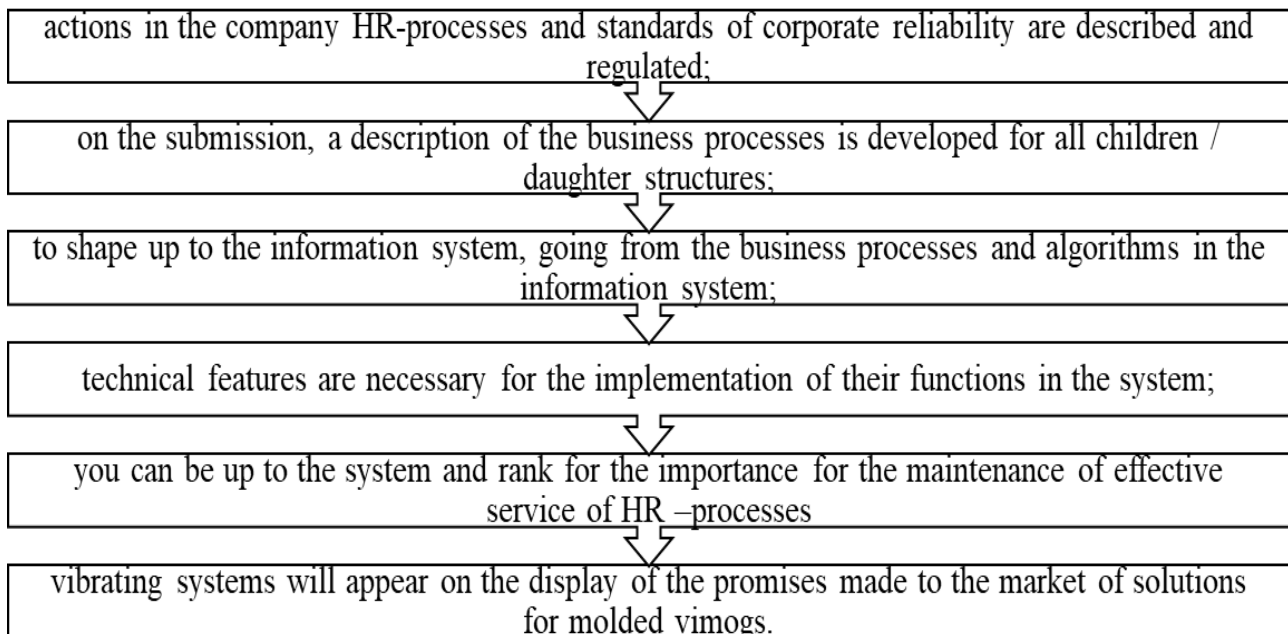 actions in the company HR-processes and standards of corporate reliability are described and
regulated;
on the submission, a description of the business processes is developed for all children /
daughter structures;
to shape up to the information system, going from the business processes and algorithms in the
information system;
technical features are necessary for the implementation of their functions in the system;
you can be up to the system and rank for the importance for the maintenance of effective
service of HR –processes
vibrating systems will appear on the display of the promises made to the market of solutions
for molded vimogs.